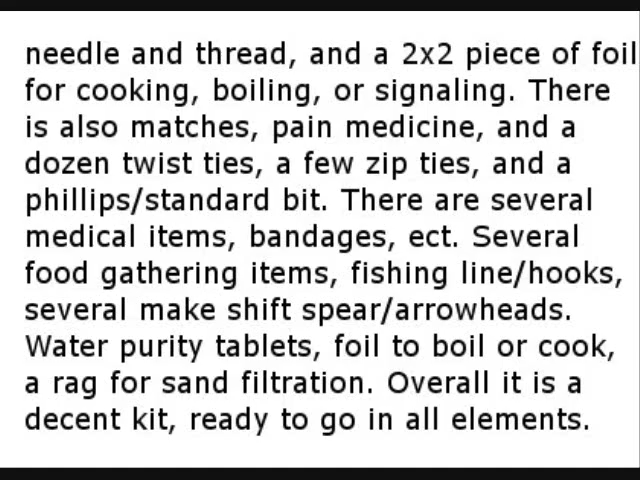 needle and thread, and a 2x2 piece of foil
for cooking, boiling, or signaling. There
is also matches, pain medicine, and a
dozen twist ties, a few zip ties, and a
phillips/standard bit. There are several
medical items, bandages, ect. Several
food gathering items, fishing line/hooks,
several make shift spear/arrowheads.
Water purity tablets, foil to boil or cook,
a rag for sand filtration. Overall it is a
decent kit, ready to go in all elements.